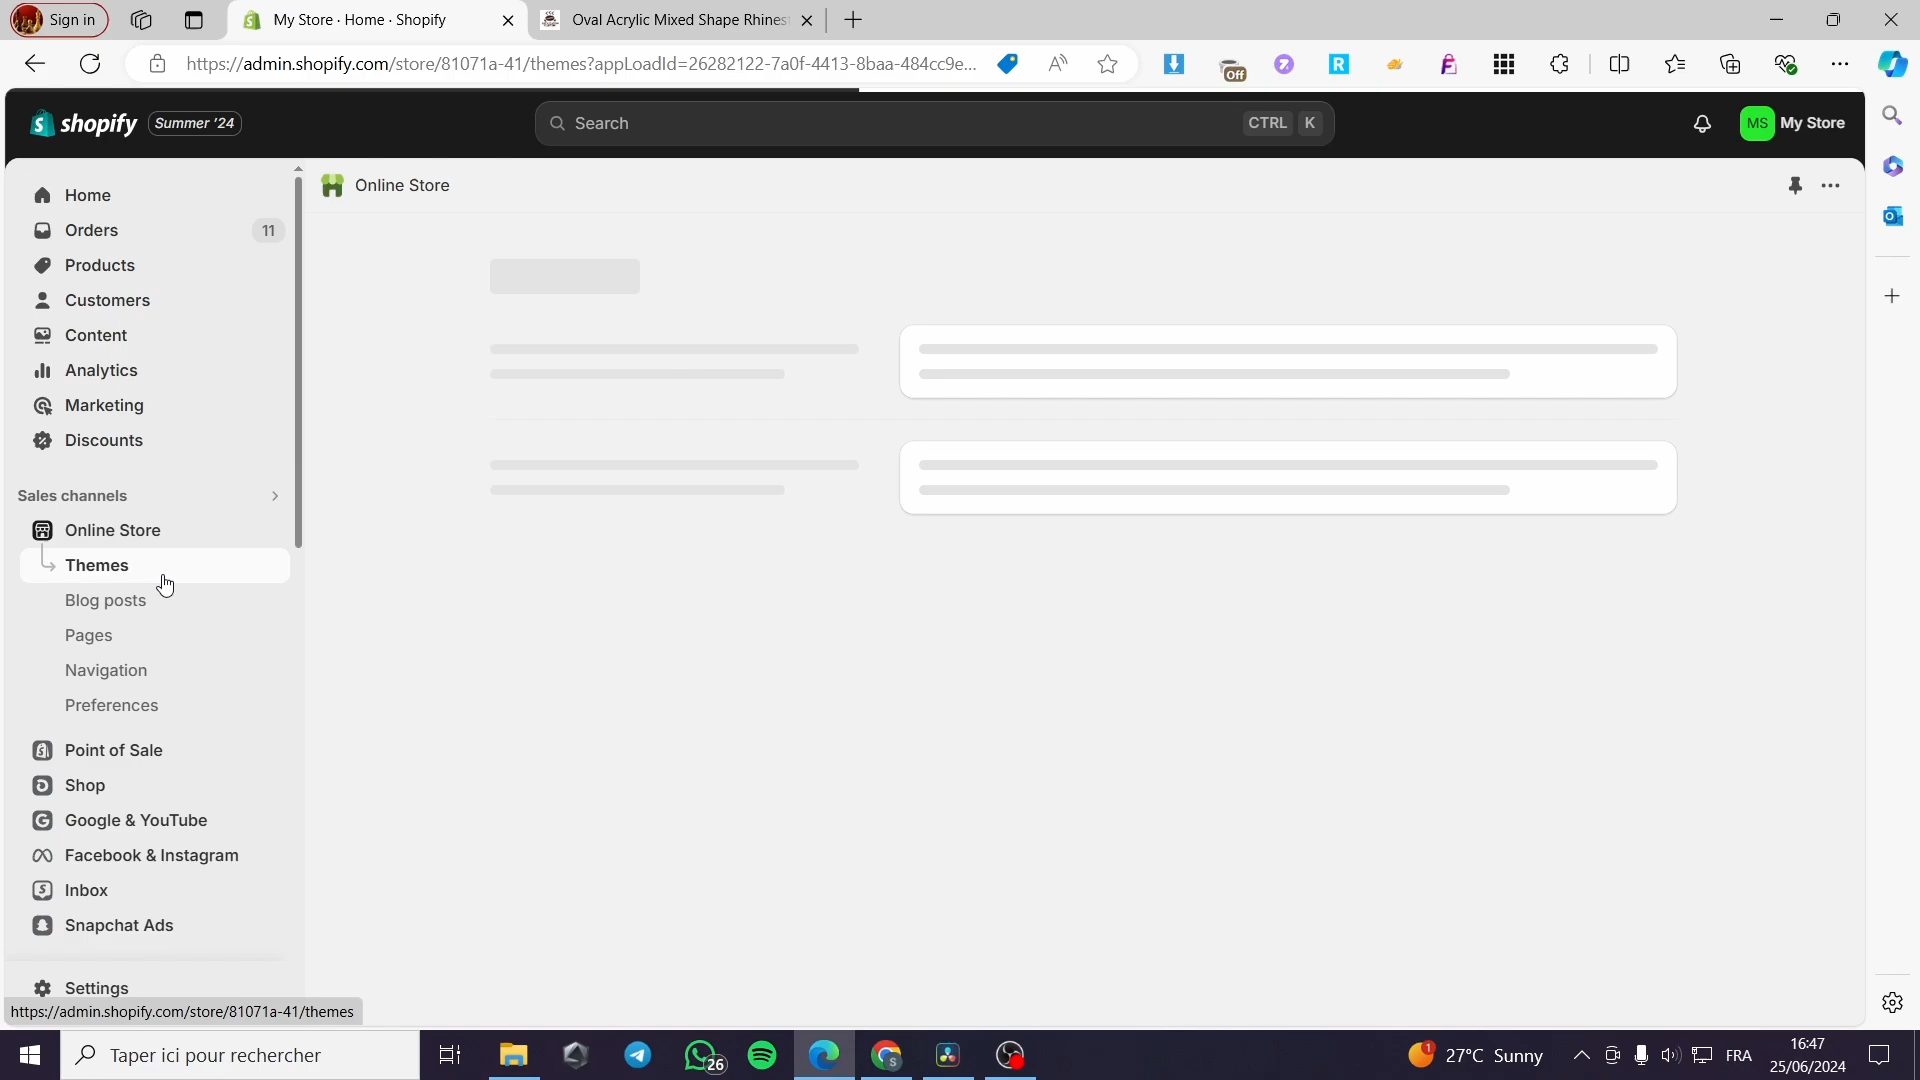 Sign in
My Store · Home · Shopify
Oval Acrylic Mixed Shape Rhines
https://admin.shopify.com/store/81071a-41/themes?appLoadId=26282122-7a0f-4413-8baa-484cc9e...
Off
shopify
Summer '24
Search
CTRL K
MS My Store
Home
Orders 11
Products
Customers
Content
Analytics
Marketing
Discounts
Sales channels
Online Store
Themes
Blog posts
Pages
Navigation
Preferences
Point of Sale
Shop
Google & YouTube
Facebook & Instagram
Inbox
Snapchat Ads
Settings
Online Store
https://admin.shopify.com/store/81071a-41/themes
Taper ici pour rechercher
26
1
27°C Sunny
FRA
16:47
25/06/2024